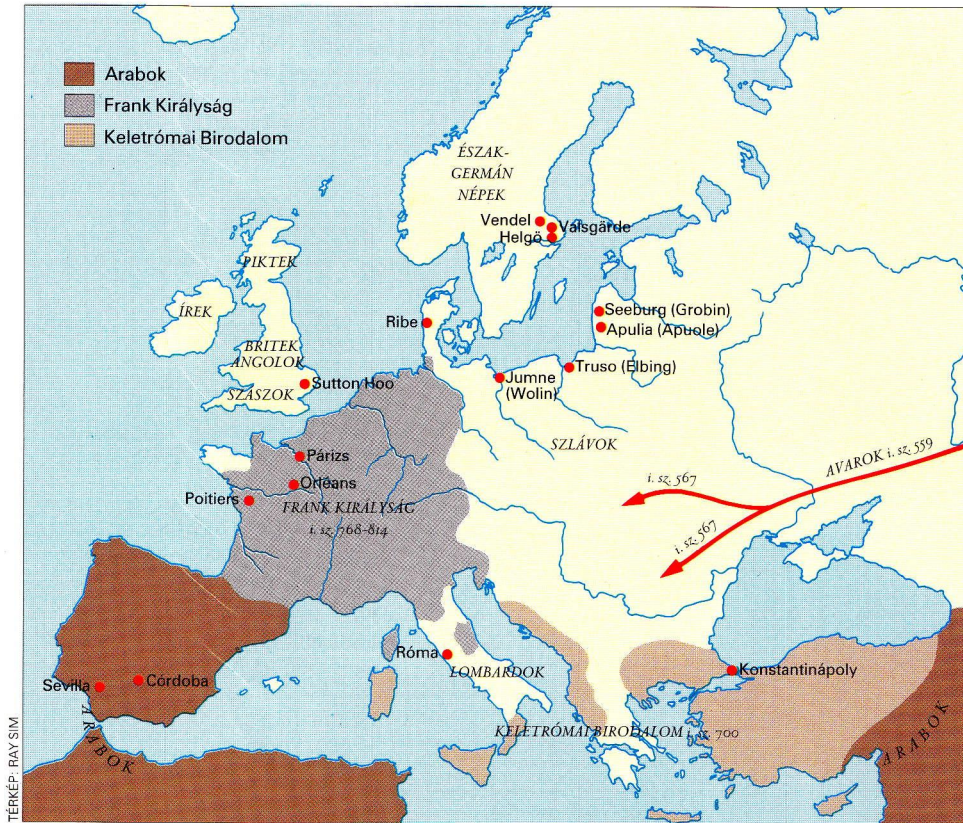 Arabok
Frank Királyság
Keletrómai Birodalom
ÉSZAK-
GERMÁN
NÉPEK
Vendel
Valsgärde
Helgö
PIKTEK
ÍREK
BRITEK
ANGOLOK
SZÁSZOK
Sutton Hoo
Ribe
Seeburg (Grobin)
Apulia (Apuole)
Truso (Elbing)
Jumne
(Wolin)
SZLÁVOK
AVAROK i. sz. 559
i. sz. 567
i. sz. 567
Párizs
Orléans
Poitiers
FRANK KIRÁLYSÁG
i. sz. 768-814
Róma
LOMBARDOK
Konstantinápoly
Sevilla
Córdoba
ARABOK
KELETRÓMAI BIRODALOM i. sz. 700
ARABOK
TÉRKÉP: RAY SIM